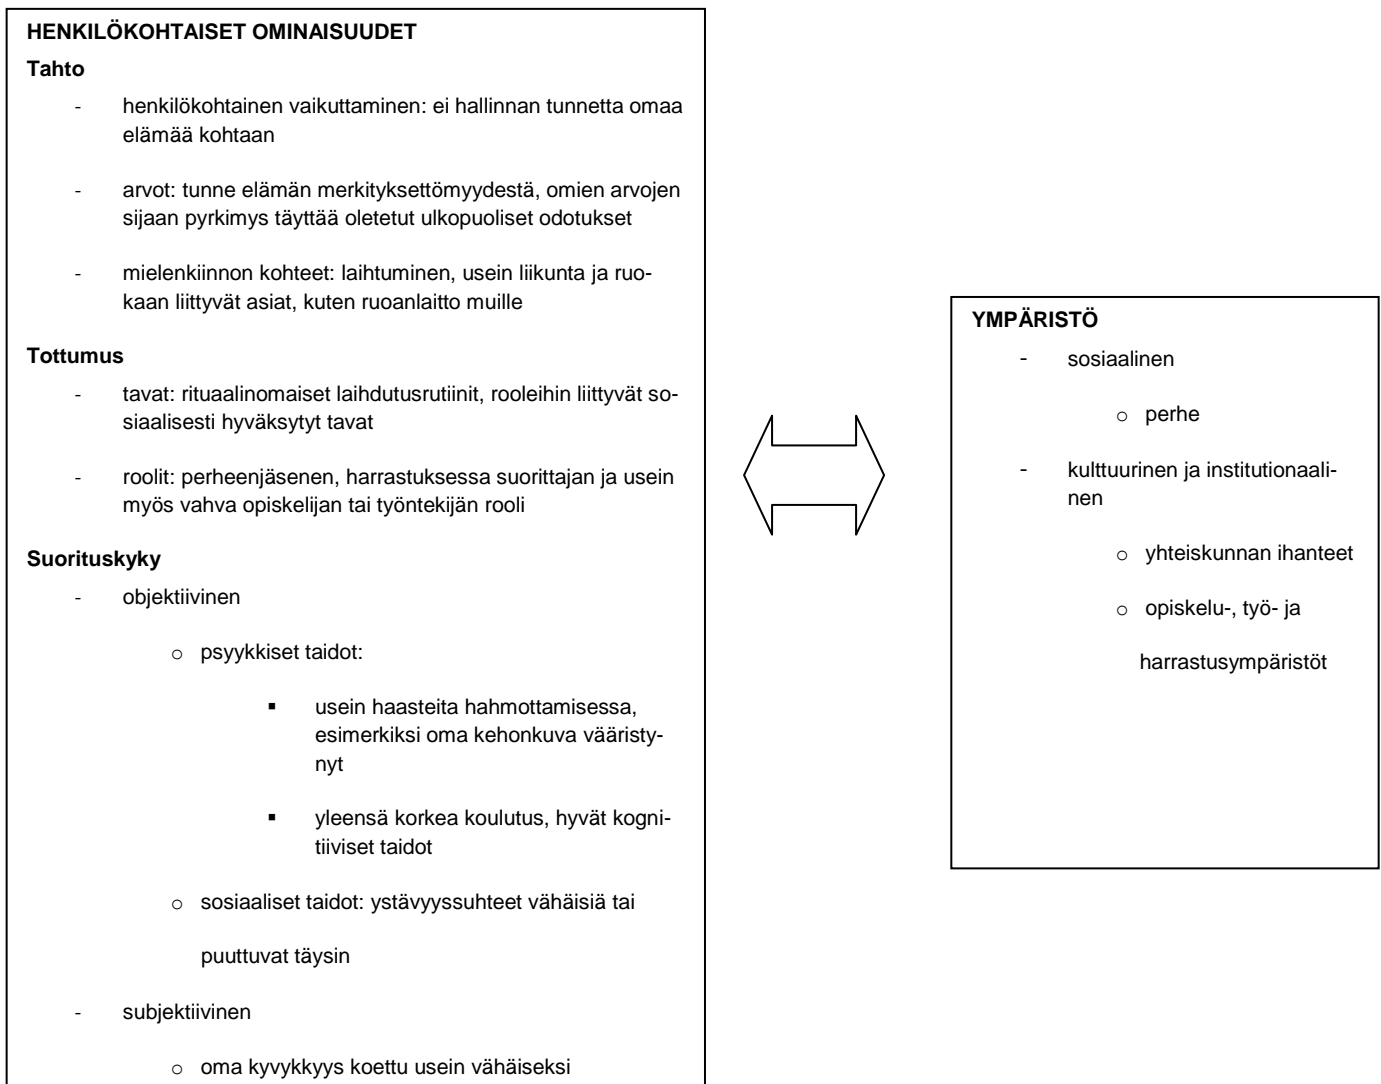 HENKILÖKOHTAISET OMINAISUUDET
Tahto
- henkilökohtainen vaikuttaminen: ei hallinnan tunnetta omaa
elämää kohtaan
- arvot: tunne elämän merkityksettömyydestä, omien arvojen
sijaan pyrkimys täyttää oletetut ulkopuoliset odotukset
- mielenkiinnon kohteet: laihtuminen, usein liikunta ja ruo-
kaan liittyvät asiat, kuten ruoanlaitto muille
Tottumus
- tavat: rituaalinomaiset laihdutusrutiinit, rooleihin liittyvät so-
siaalisesti hyväksytyt tavat
- roolit: perheenjäsenen, harrastuksessa suorittajan ja usein
myös vahva opiskelijan tai työntekijän rooli
Suorituskyky
- objektiivinen
o psyykkiset taidot:
▪ usein haasteita hahmottamisessa,
esimerkiksi oma kehonkuva vääristy-
nyt
▪ yleensä korkea koulutus, hyvät kogni-
tiiviset taidot
o sosiaaliset taidot: ystävyyssuhteet vähäisiä tai
puuttuvat täysin
- subjektiivinen
o oma kyvykkyys koettu usein vähäiseksi
YMPÄRISTÖ
- sosiaalinen
o perhe
- kulttuurinen ja institutionaali-
nen
o yhteiskunnan ihanteet
o opiskelu-, työ- ja
harrastusympäristöt